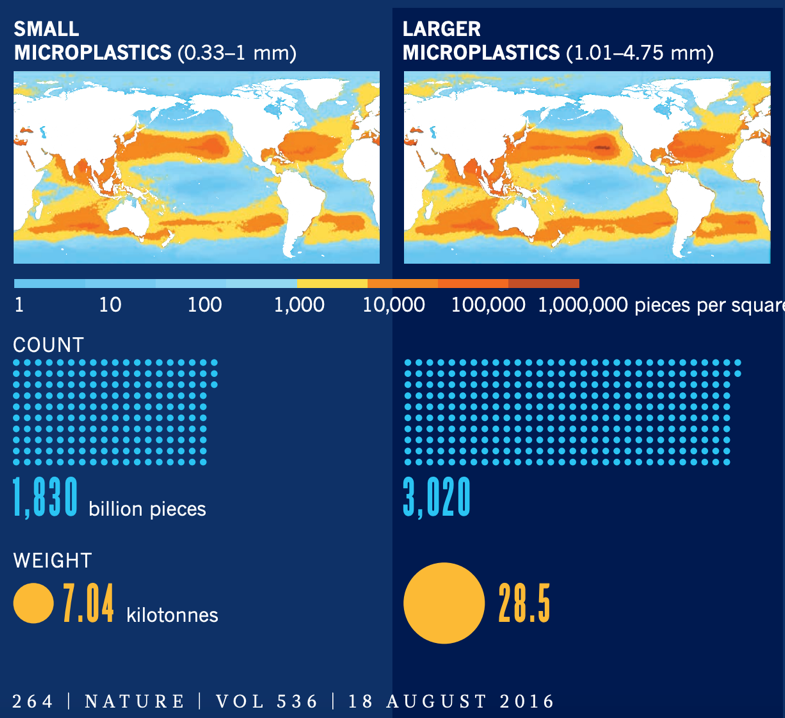 SMALL
MICROPLASTICS (0.33–1 mm)
LARGER
MICROPLASTICS (1.01–4.75 mm)
1 10 100 1,000 10,000 100,000 1,000,000 pieces per square
COUNT
1,830 billion pieces
3,020
WEIGHT
7.04 kilotonnes
28.5
264 | NATURE | VOL 536 | 18 AUGUST 2016